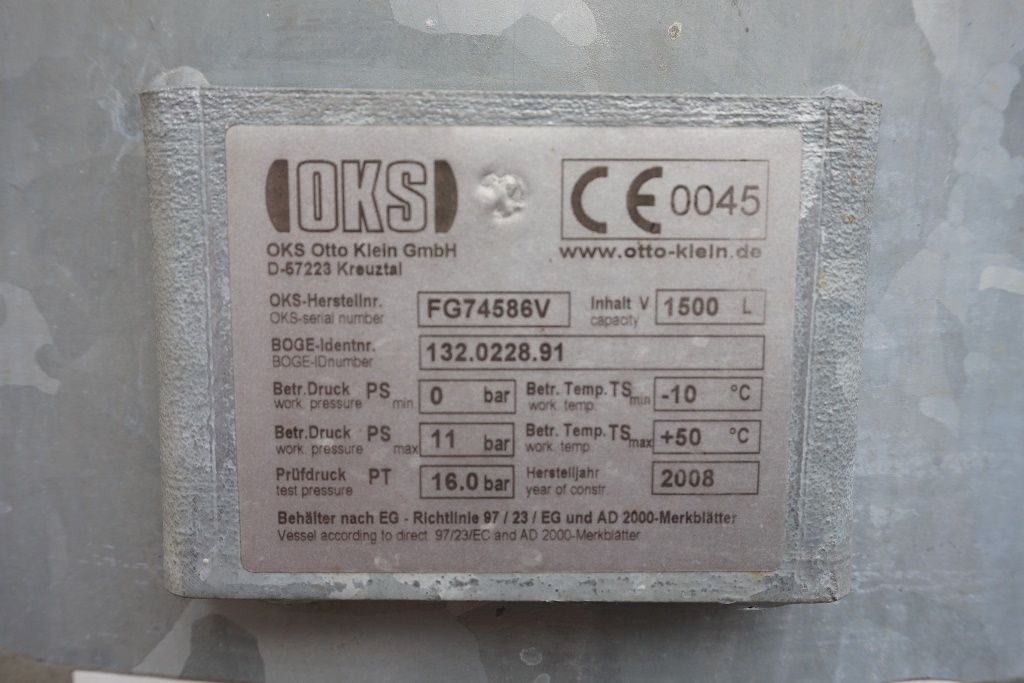 OKS
CE 0045
OKS Otto Klein GmbH
D-57223 Kreuztal
www.otto-klein.de
OKS-Herstellnr. FG74586V Inhalt V 1500 L
OKS-serial number capacity
BOGE-Identnr. 132.0228.91
BOGE-IDnumber
Betr.Druck PS min 0 bar Betr. Temp. TS min -10 °C
work. pressure work. temp.
Betr.Druck PS max 11 bar Betr. Temp. TS max +50 °C
work. pressure work. temp.
Prüfdruck PT 16.0 bar Herstelljahr 2008
test pressure year of constr.
Behälter nach EG - Richtlinie 97 / 23 / EG und AD 2000-Merkblätter
Vessel according to direct. 97/23/EC and AD 2000-Merkblätter